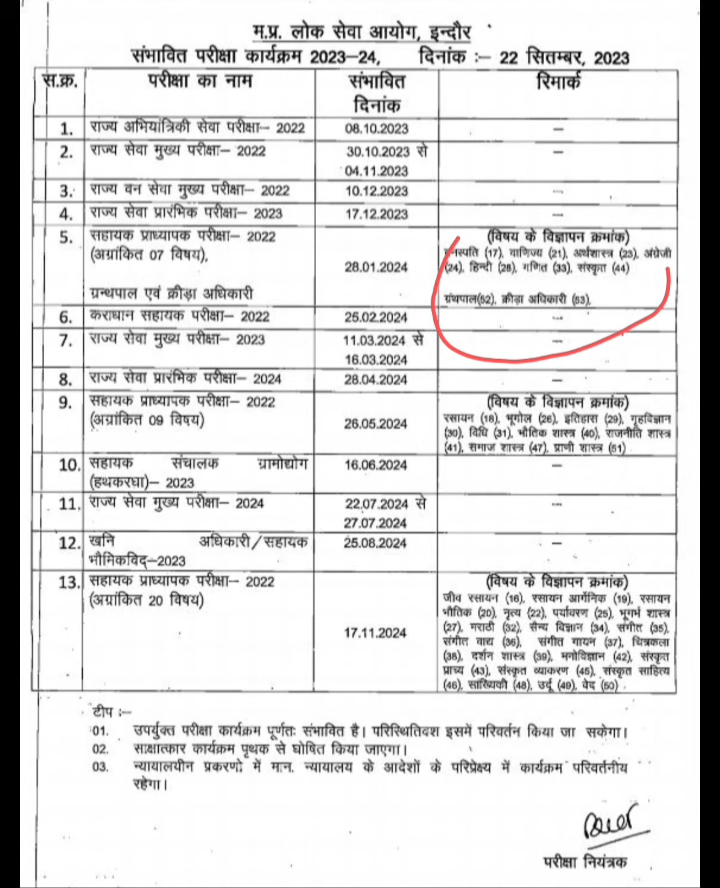 म.प्र. लोक सेवा आयोग, इन्दौर
संभावित परीक्षा कार्यक्रम 2023–24, दिनांक :– 22 सितम्बर, 2023
स.क्र. परीक्षा का नाम संभावित दिनांक रिमार्क
1. राज्य अभियांत्रिकी सेवा परीक्षा– 2022 08.10.2023 –
2. राज्य सेवा मुख्य परीक्षा– 2022 30.10.2023 से –
04.11.2023
3. राज्य वन सेवा मुख्य परीक्षा– 2022 10.12.2023 –
4. राज्य सेवा प्रारंभिक परीक्षा– 2023 17.12.2023 –
5. सहायक प्राध्यापक परीक्षा– 2022
(अग्रांकित 07 विषय),
ग्रन्थपाल एवं क्रीड़ा अधिकारी
28.01.2024
(विषय के विज्ञापन क्रमांक)
(17), वाणिज्य (21), अर्थशास्त्र (23), अंग्रेजी
(24), हिन्दी (28), गणित (33), संस्कृत (44)
ग्रंथपाल(52), क्रीड़ा अधिकारी (53),
6. कराधान सहायक परीक्षा– 2022 25.02.2024 –
7. राज्य सेवा मुख्य परीक्षा– 2023 11.03.2024 से –
16.03.2024
8. राज्य सेवा प्रारंभिक परीक्षा– 2024 28.04.2024 –
9. सहायक प्राध्यापक परीक्षा– 2022
(अग्रांकित 09 विषय)
26.05.2024
(विषय के विज्ञापन क्रमांक)
रसायन (18), भूगोल (26), इतिहास (29), गृहविज्ञान
(30), विधि (31), भौतिक शास्त्र (40), राजनीति शास्त्र
(41), समाज शास्त्र (47), प्राणी शास्त्र (51)
10. सहायक संचालक ग्रामोद्योग 16.06.2024 –
(हथकरघा)– 2023
11. राज्य सेवा मुख्य परीक्षा– 2024 22.07.2024 से –
27.07.2024
12. खनि अधिकारी/सहायक 25.08.2024 –
भौमिकविद्–2023
13. सहायक प्राध्यापक परीक्षा– 2022
(अग्रांकित 20 विषय)
17.11.2024
(विषय के विज्ञापन क्रमांक)
जीव रसायन (16), रसायन आर्गेनिक (19), रसायन
भौतिक (20), नृत्य (22), पर्यावरण (25), भूगर्भ शास्त्र
(27), मराठी (32), सैन्य विज्ञान (34), संगीत (35),
संगीत वाद्य (36), संगीत गायन (37), चित्रकला
(38), दर्शन शास्त्र (39), मनोविज्ञान (42), संस्कृत
प्राच्य (43), संस्कृत व्याकरण (45), संस्कृत साहित्य
(46), सांख्यिकी (48), उर्दू (49), वेद (50)
टीप :–
01. उपर्युक्त परीक्षा कार्यक्रम पूर्णतः संभावित है। परिस्थितिवश इसमें परिवर्तन किया जा सकेगा।
02. साक्षात्कार कार्यक्रम पृथक से घोषित किया जाएगा।
03. न्यायालयीन प्रकरणो में मान. न्यायालय के आदेशों के परिप्रेक्ष्य में कार्यक्रम परिवर्तनीय
रहेगा।
परीक्षा नियंत्रक